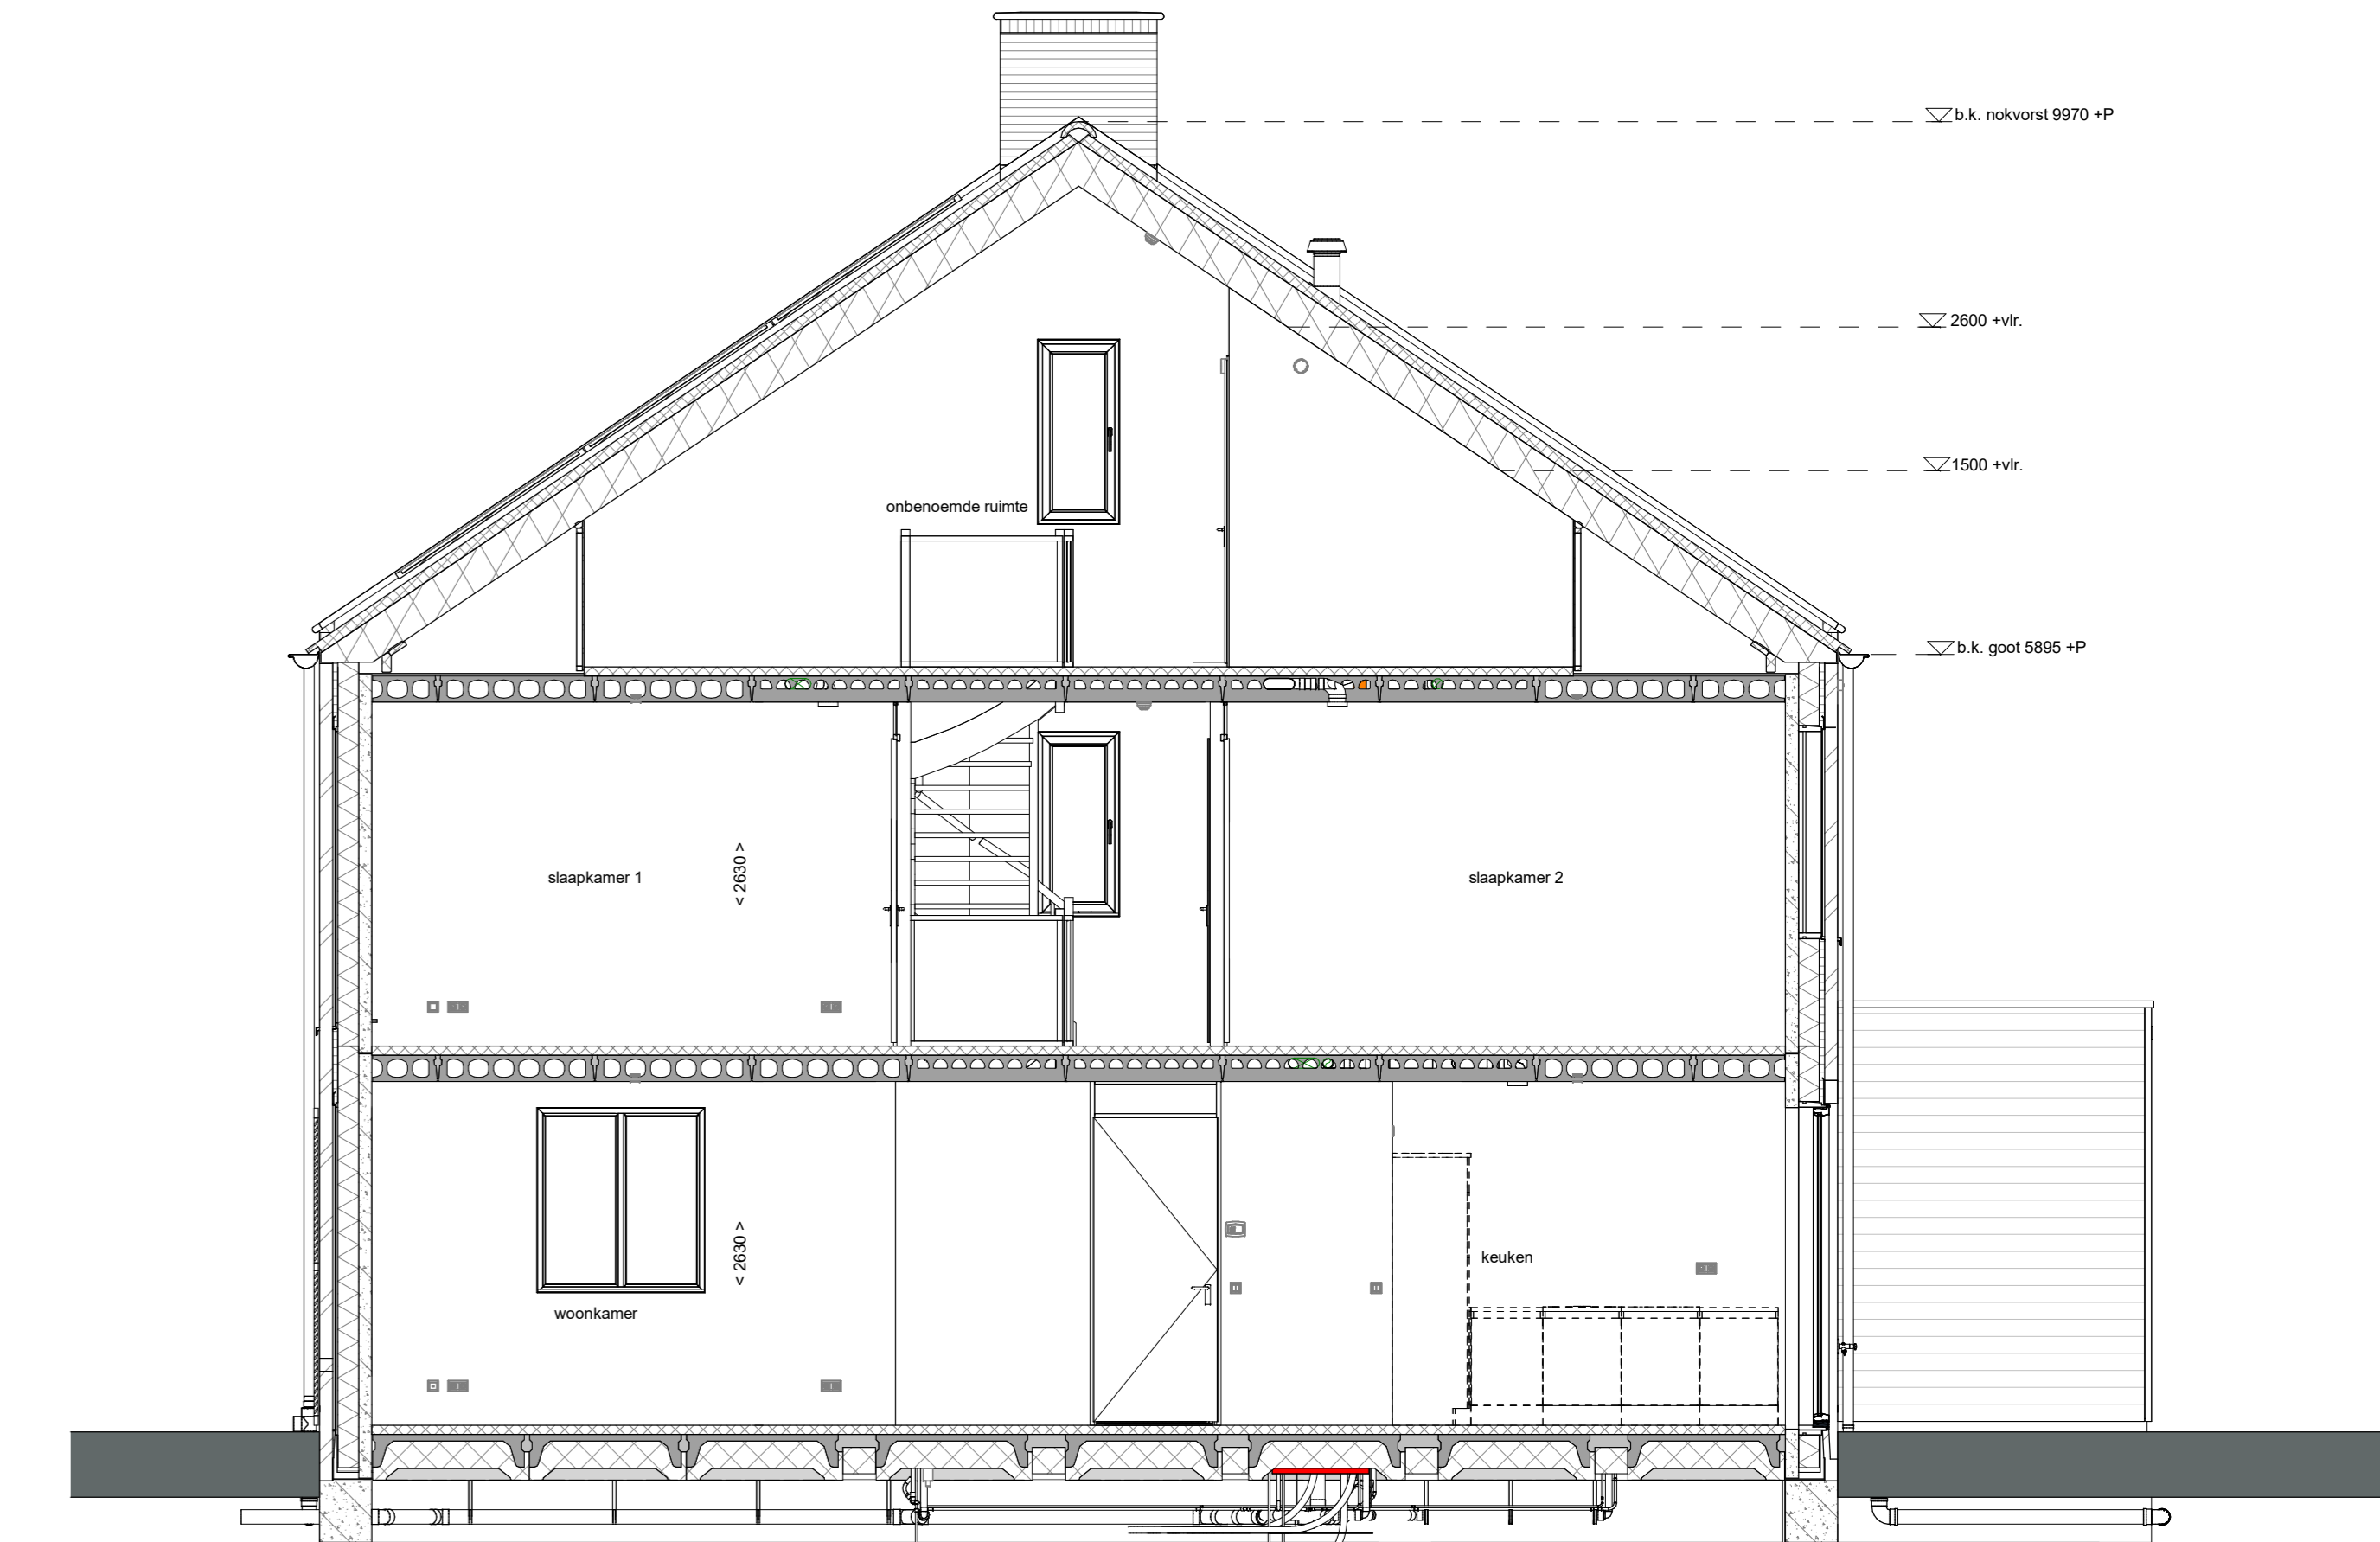 b.k. nokvorst 9970 +P
2600 +vlr.
1500 +vlr.
onbenoemde ruimte
b.k. goot 5895 +P
slaapkamer 1
< 2630 >
slaapkamer 2
woonkamer
< 2630 >
keuken